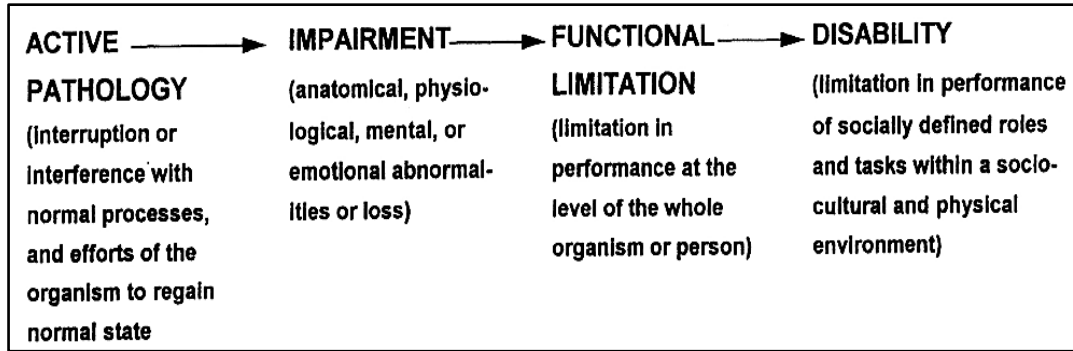 ACTIVE
PATHOLOGY
(interruption or
interference with
normal processes,
and efforts of the
organism to regain
normal state
IMPAIRMENT
(anatomical, physio-
logical, mental, or
emotional abnormal-
ities or loss)
FUNCTIONAL
LIMITATION
(limitation in
performance at the
level of the whole
organism or person)
DISABILITY
(limitation in performance
of socially defined roles
and tasks within a socio-
cultural and physical
environment)